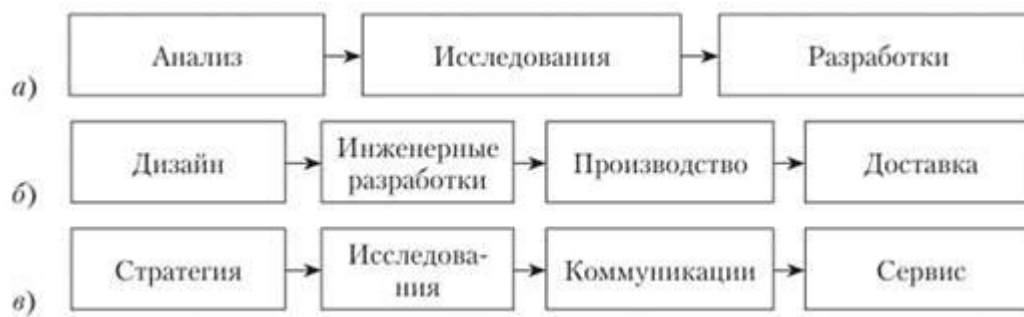 а) Анализ Исследования Разработки
б) Дизайн Инженерные разработки Производство Доставка
в) Стратегия Исследова-
ния Коммуникации Сервис